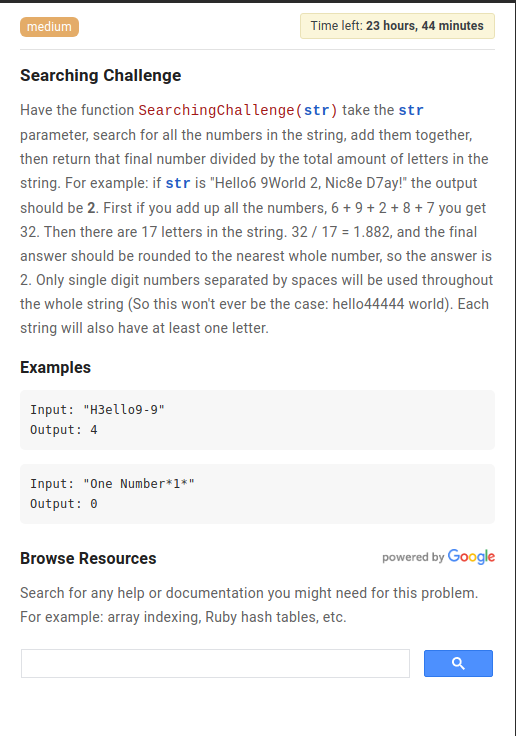 medium
Time left: 23 hours, 44 minutes
Searching Challenge
Have the function SearchingChallenge(str) take the str
parameter, search for all the numbers in the string, add them together,
then return that final number divided by the total amount of letters in the
string. For example: if str is "Hello6 9World 2, Nic8e D7ay!" the output
should be 2. First if you add up all the numbers, 6 + 9 + 2 + 8 + 7 you get
32. Then there are 17 letters in the string. 32 / 17 = 1.882, and the final
answer should be rounded to the nearest whole number, so the answer is
2. Only single digit numbers separated by spaces will be used throughout
the whole string (So this won't ever be the case: hello44444 world). Each
string will also have at least one letter.
Examples
Input: "H3ello9-9"
Output: 4
Input: "One Number*1*"
Output: 0
Browse Resources
powered by Google
Search for any help or documentation you might need for this problem.
For example: array indexing, Ruby hash tables, etc.